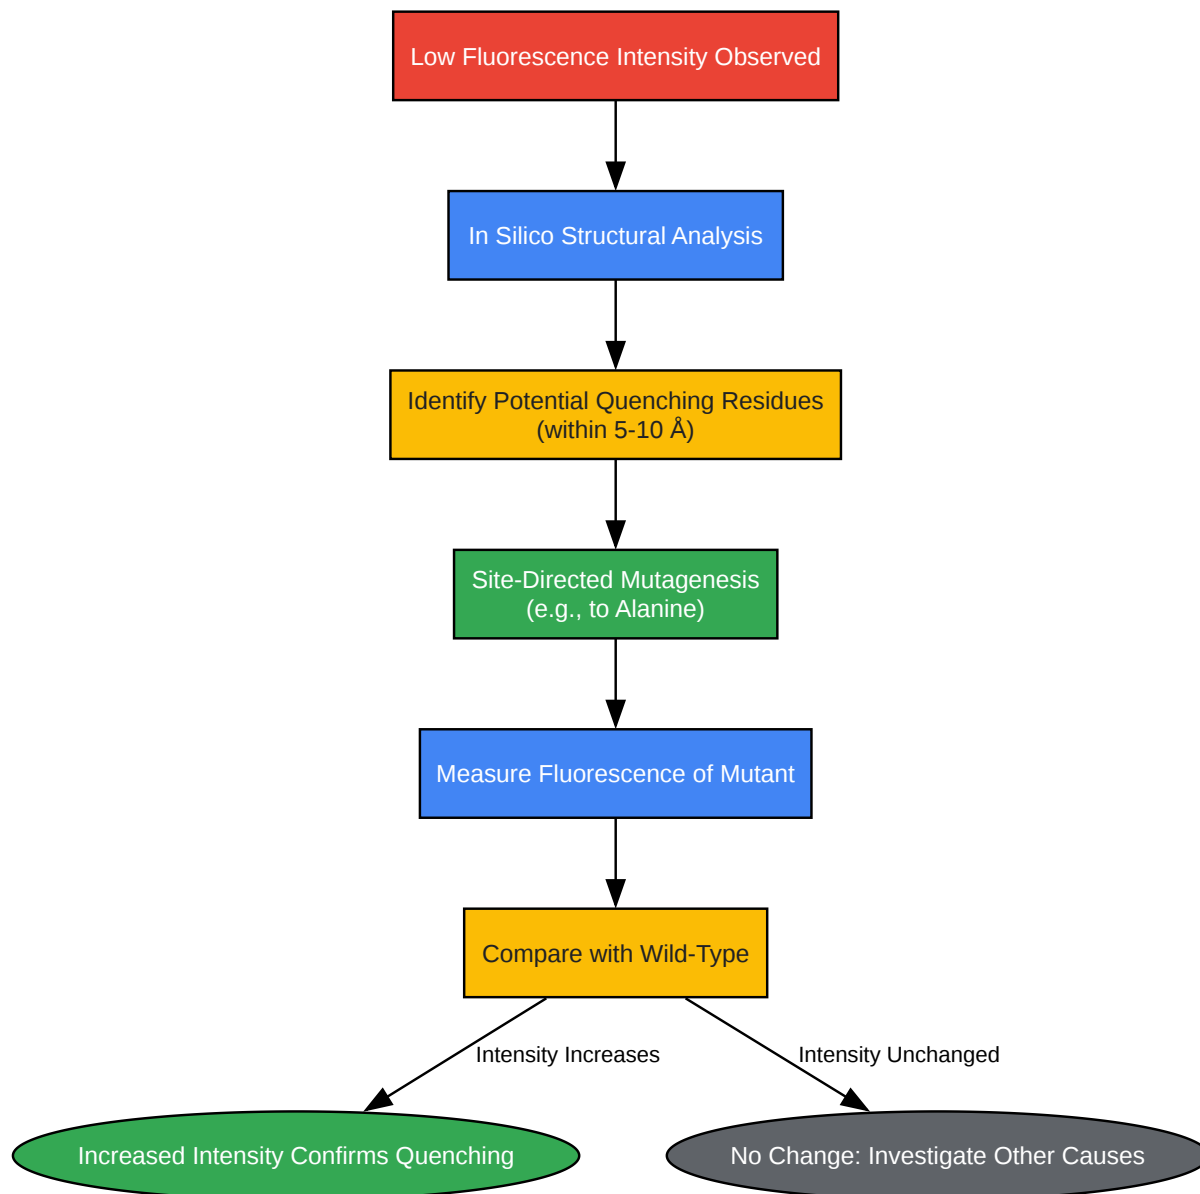 Low Fluorescence Intensity Observed
In Silico Structural Analysis
Identify Potential Quenching Residues
(within 5-10 Å)
Site-Directed Mutagenesis
(e.g., to Alanine)
Measure Fluorescence of Mutant
Compare with Wild-Type
Intensity Increases
Intensity Unchanged
Increased Intensity Confirms Quenching
No Change: Investigate Other Causes